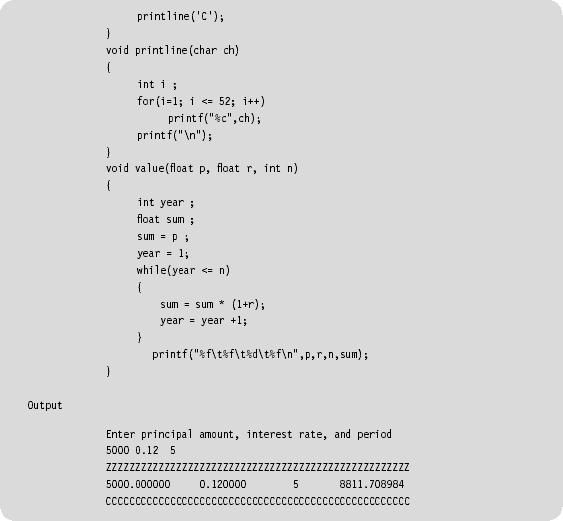 printline('C');
}
void printline(char ch)
{
int i ;
for(i=1; i <= 52; i++)
printf("%c",ch);
printf("\n");
}
void value(float p, float r, int n)
{
int year ;
float sum ;
sum = p ;
year = 1;
while(year <= n)
{
sum = sum * (1+r);
year = year +1;
}
printf("%f\t%f\t%d\t%f\n",p,r,n,sum);
}
Output
Enter principal amount, interest rate, and period
5000 0.12 5
ZZZZZZZZZZZZZZZZZZZZZZZZZZZZZZZZZZZZZZZZZZZZZZZZZZZZ
5000.000000 0.120000 5 8811.708984
CCCCCCCCCCCCCCCCCCCCCCCCCCCCCCCCCCCCCCCCCCCCCCCCCCCC